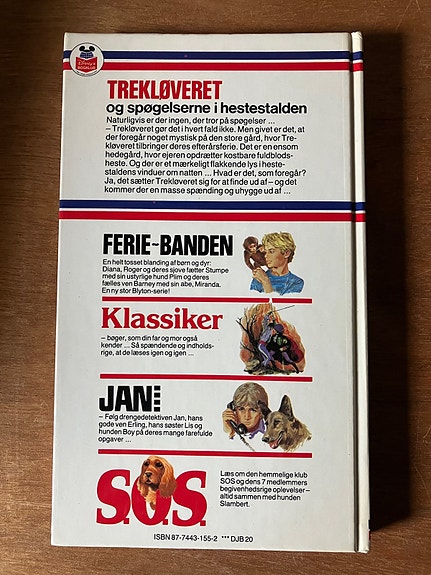 Disney's
BOGKLUB
TREKLØVERET
og spøgelserne i hestestalden
Naturligvis er der ingen, der tror på spøgelser ...
– Trekløveret gør det i hvert fald ikke. Men givet er det, at
der foregår noget mystisk på den store gård, hvor Tre-
kløveret tilbringer deres efterårsferie. Det er en ensom
hedegård, hvor ejeren opdrætter kostbare fuldblods-
heste. Og der er et mærkeligt flakkende lys i heste-
staldens vinduer om natten ... Hvad er det, som foregår?
Ja, det sætter Trekløveret sig for at finde ud af – og det
kommer der en masse spænding og uhygge ud af ...
FERIE-BANDEN
En helt tosset blanding af børn og dyr:
Diana, Roger og deres sjove fætter Stumpe
med sin ustyrlige hund Plim og deres
fælles ven Barney med sin abe, Miranda.
En ny stor Blyton-serie!
Klassiker
– bøger, som din far og mor også
kender ... Så spændende og indholds-
rige, at de læses igen og igen ...
JAN
– Følg drengedetektiven Jan, hans
gode ven Erling, hans søster Lis og
hunden Boy på deres mange farefulde
opgaver ...
S.O.S.
Læs om den hemmelige klub
SOS og dens 7 medlemmers
begivenhedsrige oplevelser –
altid sammen med hunden
Slambert.
ISBN 87-7443-155-2 *** DJB 20